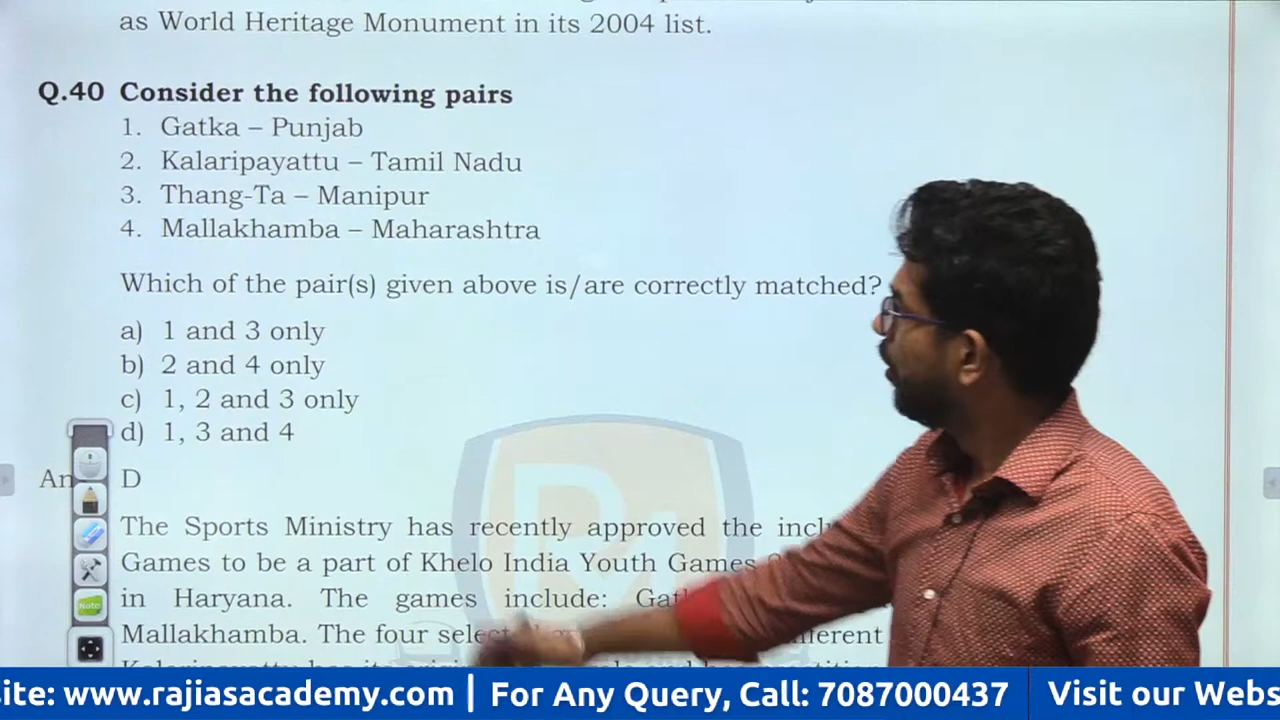 as World Heritage Monument in its 2004 list.
Q.40 Consider the following pairs
1. Gatka – Punjab
2. Kalaripayattu – Tamil Nadu
3. Thang-Ta – Manipur
4. Mallakhamba – Maharashtra
Which of the pair(s) given above is/are correctly matched?
a) 1 and 3 only
b) 2 and 4 only
c) 1, 2 and 3 only
d) 1, 3 and 4
D
The Sports Ministry has recently approved the
Games to be a part of Khelo India Youth Games
in Haryana. The games include:
Mallakhamba. The four
Kalaripayattu has its
www.rajiasacademy.com | For Any Query, Call: 7087000437 Visit our